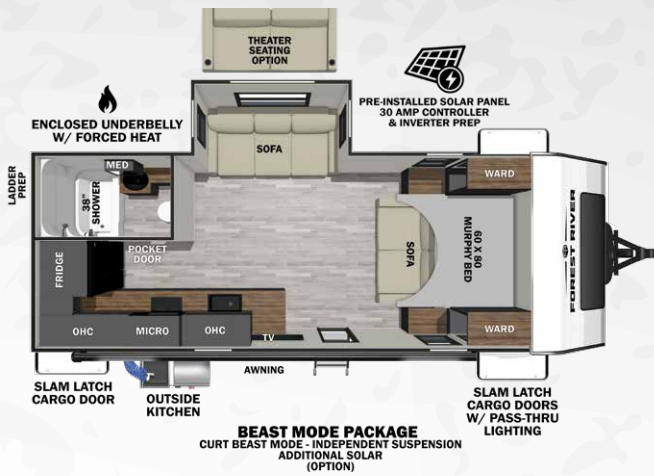 THEATER
SEATING
OPTION
PRE-INSTALLED SOLAR PANEL
30 AMP CONTROLLER
& INVERTER PREP
ENCLOSED UNDERBELLY
W/ FORCED HEAT
LADDER
PREP
MED
38"
SHOWER
SOFA
WARD
POCKET
DOOR
FRIDGE
SOFA
60 X 80
MURPHY BED
FOREST RIVER
OHC
MICRO
OHC
TV
WARD
AWNING
SLAM LATCH
CARGO DOOR
OUTSIDE
KITCHEN
SLAM LATCH
CARGO DOORS
W/ PASS-THRU
LIGHTING
BEAST MODE PACKAGE
CURT BEAST MODE - INDEPENDENT SUSPENSION
ADDITIONAL SOLAR
(OPTION)